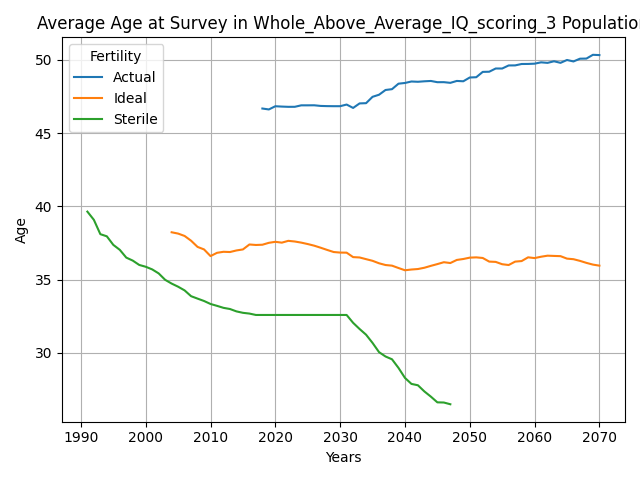 Average Age at Survey in Whole_Above_Average_IQ_scoring_3 Population
Fertility
Actual
Ideal
Sterile
50
45
40
35
30
Age
1990 2000 2010 2020 2030 2040 2050 2060 2070
Years